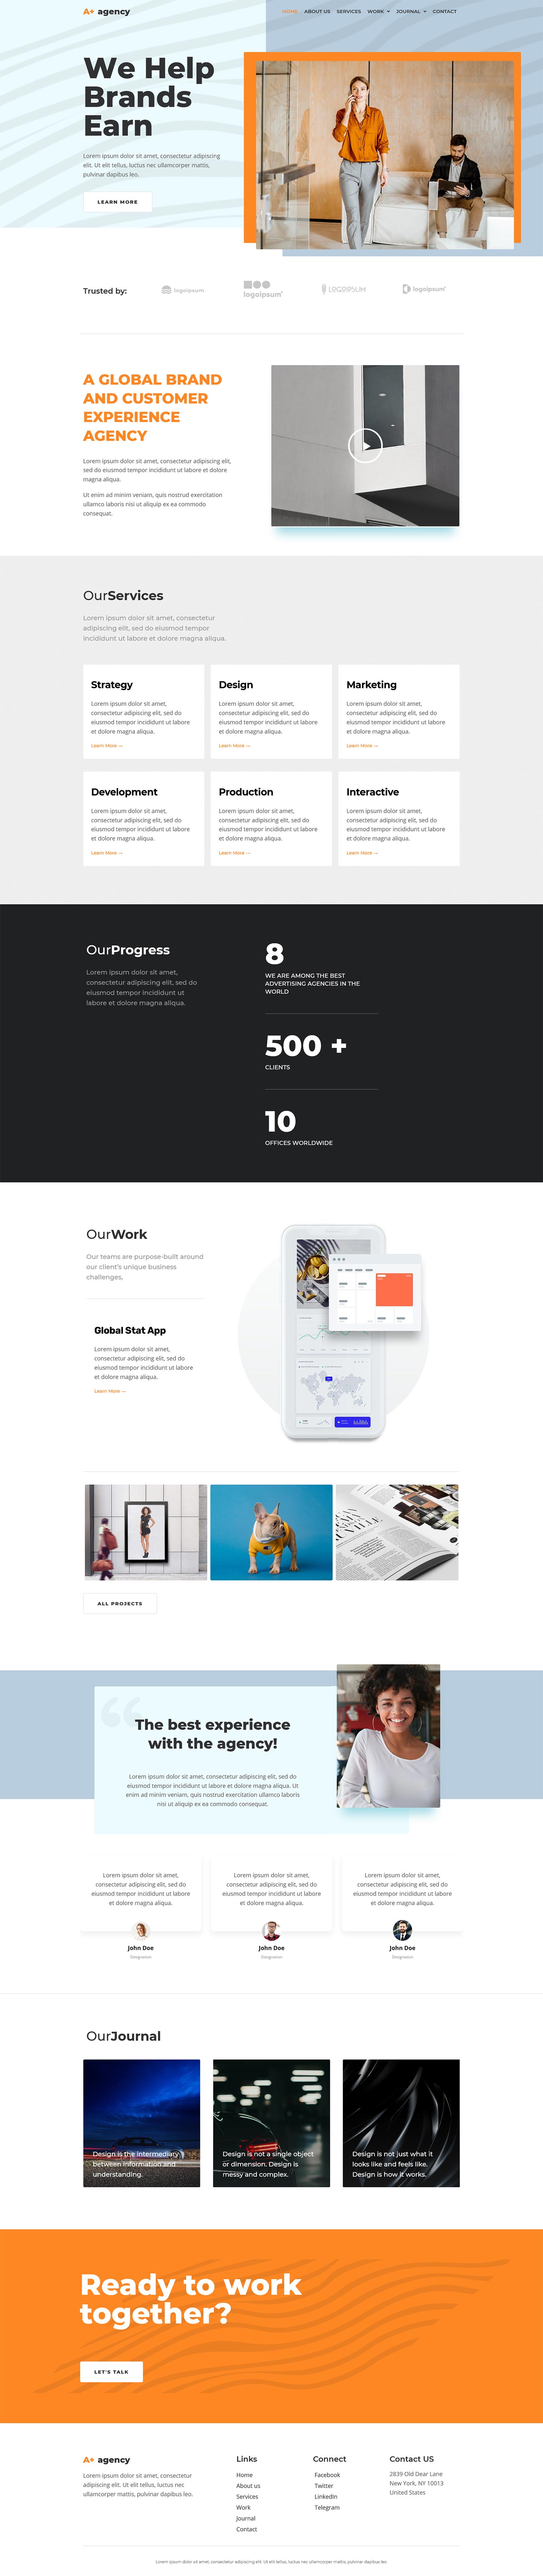 A+ agency
HOME ABOUT US SERVICES WORK JOURNAL CONTACT
We Help
Brands
Earn
Lorem ipsum dolor sit amet, consectetur adipiscing
elit. Ut elit tellus, luctus nec ullamcorper mattis,
pulvinar dapibus leo.
LEARN MORE
Trusted by:
logoipsum
logoipsum
LOGOIPSUM
logoipsum
A GLOBAL BRAND
AND CUSTOMER
EXPERIENCE
AGENCY
Lorem ipsum dolor sit amet, consectetur adipiscing elit,
sed do eiusmod tempor incididunt ut labore et dolore
magna aliqua.
Ut enim ad minim veniam, quis nostrud exercitation
ullamco laboris nisi ut aliquip ex ea commodo
consequat.
OurServices
Lorem ipsum dolor sit amet, consectetur
adipiscing elit, sed do eiusmod tempor
incididunt ut labore et dolore magna aliqua.
Strategy
Lorem ipsum dolor sit amet,
consectetur adipiscing elit, sed do
eiusmod tempor incididunt ut labore
et dolore magna aliqua.
Learn More →
Design
Lorem ipsum dolor sit amet,
consectetur adipiscing elit, sed do
eiusmod tempor incididunt ut labore
et dolore magna aliqua.
Learn More →
Marketing
Lorem ipsum dolor sit amet,
consectetur adipiscing elit, sed do
eiusmod tempor incididunt ut labore
et dolore magna aliqua.
Learn More →
Development
Lorem ipsum dolor sit amet,
consectetur adipiscing elit, sed do
eiusmod tempor incididunt ut labore
et dolore magna aliqua.
Learn More →
Production
Lorem ipsum dolor sit amet,
consectetur adipiscing elit, sed do
eiusmod tempor incididunt ut labore
et dolore magna aliqua.
Learn More →
Interactive
Lorem ipsum dolor sit amet,
consectetur adipiscing elit, sed do
eiusmod tempor incididunt ut labore
et dolore magna aliqua.
Learn More →
OurProgress
Lorem ipsum dolor sit amet,
consectetur adipiscing elit, sed do
eiusmod tempor incididunt ut
labore et dolore magna aliqua.
8
WE ARE AMONG THE BEST
ADVERTISING AGENCIES IN THE
WORLD
500 +
CLIENTS
10
OFFICES WORLDWIDE
OurWork
Our teams are purpose-built around
our client's unique business
challenges,
Global Stat App
Lorem ipsum dolor sit amet,
consectetur adipiscing elit, sed do
eiusmod tempor incididunt ut labore
et dolore magna aliqua.
Learn More →
ALL PROJECTS
The best experience
with the agency!
Lorem ipsum dolor sit amet, consectetur adipiscing elit, sed do
eiusmod tempor incididunt ut labore et dolore magna aliqua. Ut
enim ad minim veniam, quis nostrud exercitation ullamco laboris
nisi ut aliquip ex ea commodo consequat.
Lorem ipsum dolor sit amet,
consectetur adipiscing elit, sed do
eiusmod tempor incididunt ut labore
et dolore magna aliqua.
John Doe
Designation
Lorem ipsum dolor sit amet,
consectetur adipiscing elit, sed do
eiusmod tempor incididunt ut labore
et dolore magna aliqua.
John Doe
Designation
Lorem ipsum dolor sit amet,
consectetur adipiscing elit, sed do
eiusmod tempor incididunt ut labore
et dolore magna aliqua.
John Doe
Designation
OurJournal
Design is the intermediary
between information and
understanding.
Design is not a single object
or dimension. Design is
messy and complex.
Design is not just what it
looks like and feels like.
Design is how it works.
Ready to work
together?
LET'S TALK
A+ agency
Lorem ipsum dolor sit amet, consectetur
adipiscing elit. Ut elit tellus, luctus nec
ullamcorper mattis, pulvinar dapibus leo.
Links
Home
About us
Services
Work
Journal
Contact
Connect
Facebook
Twitter
LinkedIn
Telegram
Contact US
2839 Old Dear Lane
New York, NY 10013
United States
Lorem ipsum dolor sit amet, consectetur adipiscing elit. Ut elit tellus, luctus nec ullamcorper mattis, pulvinar dapibus leo.